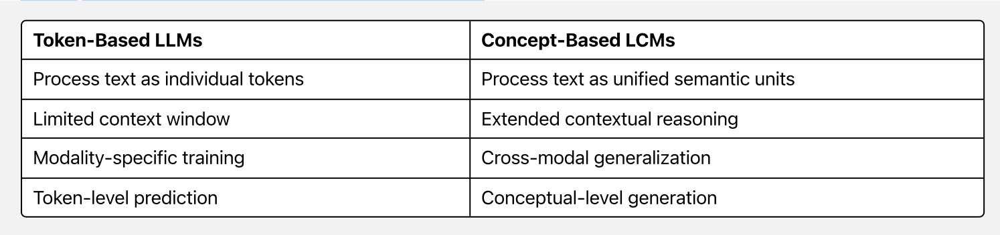 Token-Based LLMs
Concept-Based LCMs
Process text as individual tokens
Process text as unified semantic units
Limited context window
Extended contextual reasoning
Modality-specific training
Cross-modal generalization
Token-level prediction
Conceptual-level generation